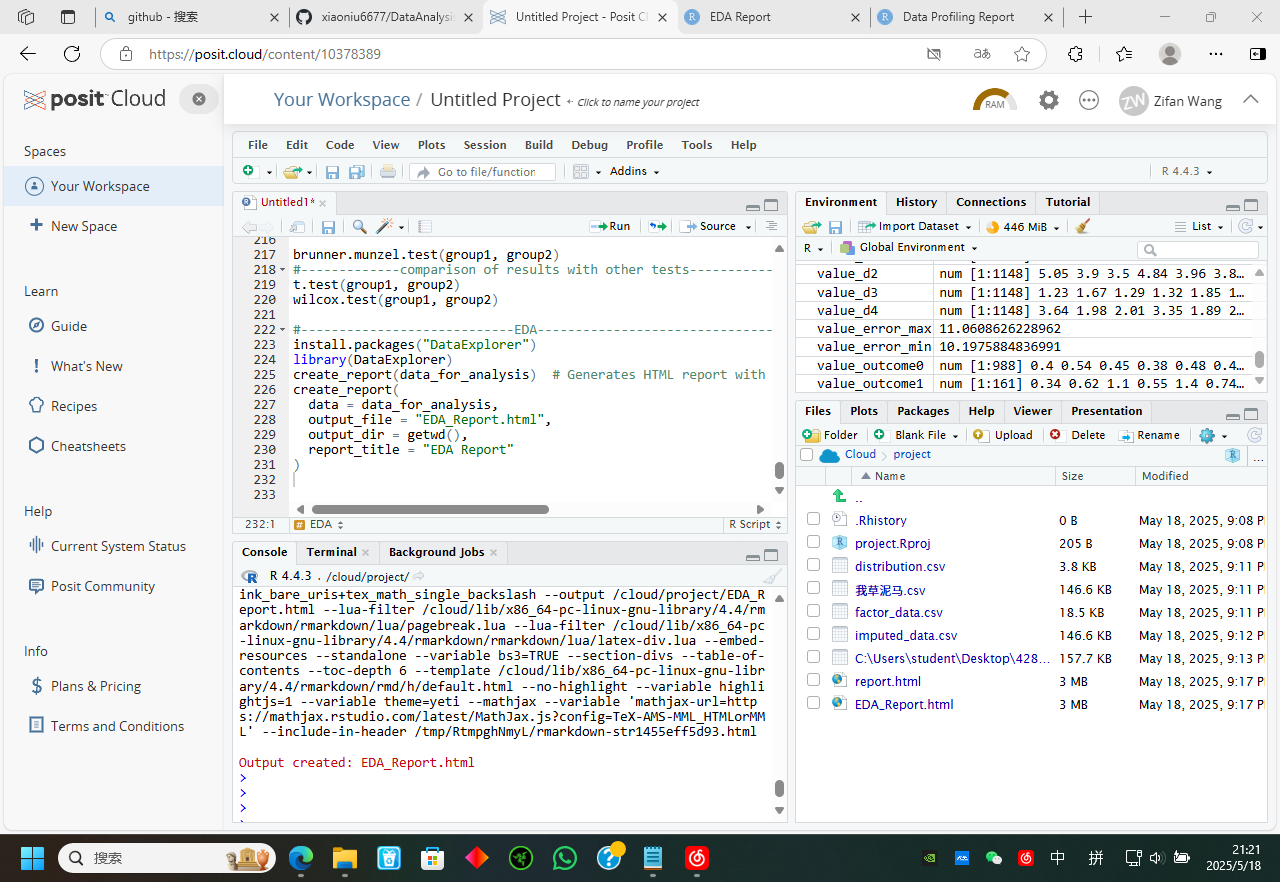 github - 搜索
xiaoniu6677/DataAnalysis
Untitled Project - Posit Cl
EDA Report
Data Profiling Report
https://posit.cloud/content/10378389
posit Cloud
Your Workspace / Untitled Project ← Click to name your project
RAM
ZW
Zifan Wang
Spaces
Your Workspace
New Space
Learn
Guide
What's New
Recipes
Cheatsheets
Help
Current System Status
Posit Community
Info
Plans & Pricing
Terms and Conditions
File Edit Code View Plots Session Build Debug Profile Tools Help
Go to file/function
Addins
R 4.4.3
Untitled1*
Run
Source
216
217 brunner.munzel.test(group1, group2)
218 #-------------comparison of results with other tests-----------
219 t.test(group1, group2)
220 wilcox.test(group1, group2)
221
222 #----------------------------EDA-------------------------------
223 install.packages("DataExplorer")
224 library(DataExplorer)
225 create_report(data_for_analysis)  # Generates HTML report with
226 create_report(
227   data = data_for_analysis,
228   output_file = "EDA_Report.html",
229   output_dir = getwd(),
230   report_title = "EDA Report"
231 )
232
233
232:1
# EDA
R Script
Console Terminal Background Jobs
R 4.4.3 . /cloud/project/
ink_bare_uris+tex_math_single_backslash --output /cloud/project/EDA_R
eport.html --lua-filter /cloud/lib/x86_64-pc-linux-gnu-library/4.4/rm
arkdown/rmarkdown/lua/pagebreak.lua --lua-filter /cloud/lib/x86_64-pc
-linux-gnu-library/4.4/rmarkdown/rmarkdown/lua/latex-div.lua --embed-
resources --standalone --variable bs3=TRUE --section-divs --table-of-
contents --toc-depth 6 --template /cloud/lib/x86_64-pc-linux-gnu-libr
ary/4.4/rmarkdown/rmd/h/default.html --no-highlight --variable highli
ghtjs=1 --variable theme=yeti --mathjax --variable 'mathjax-url=http
s://mathjax.rstudio.com/latest/MathJax.js?config=TeX-AMS-MML_HTMLorMM
L' --include-in-header /tmp/RtmpghNmyL/rmarkdown-str1455eff5d93.html
Output created: EDA_Report.html
>
>
>
Environment History Connections Tutorial
Import Dataset
446 MiB
List
R
Global Environment
value_d2 num [1:1148] 5.05 3.9 3.5 4.84 3.96 3.8…
value_d3 num [1:1148] 1.23 1.67 1.29 1.32 1.85 1…
value_d4 num [1:1148] 3.64 1.98 2.01 3.35 1.89 2…
value_error_max 11.0608626228962
value_error_min 10.1975884836991
value_outcome0 num [1:988] 0.4 0.54 0.45 0.38 0.48 0.4…
value_outcome1 num [1:161] 0.34 0.62 1.1 0.55 1.4 0.74…
Files Plots Packages Help Viewer Presentation
Folder Blank File Upload Delete Rename
Cloud project
Name Size Modified
..
.Rhistory 0 B May 18, 2025, 9:08 P
project.Rproj 205 B May 18, 2025, 9:08 P
distribution.csv 3.8 KB May 18, 2025, 9:11 P
我草泥马.csv 146.6 KB May 18, 2025, 9:11 P
factor_data.csv 18.5 KB May 18, 2025, 9:11 P
imputed_data.csv 146.6 KB May 18, 2025, 9:12 P
C:\Users\student\Desktop\428… 157.7 KB May 18, 2025, 9:13 P
report.html 3 MB May 18, 2025, 9:17 P
EDA_Report.html 3 MB May 18, 2025, 9:17 P
搜索
中
拼
21:21
2025/5/18